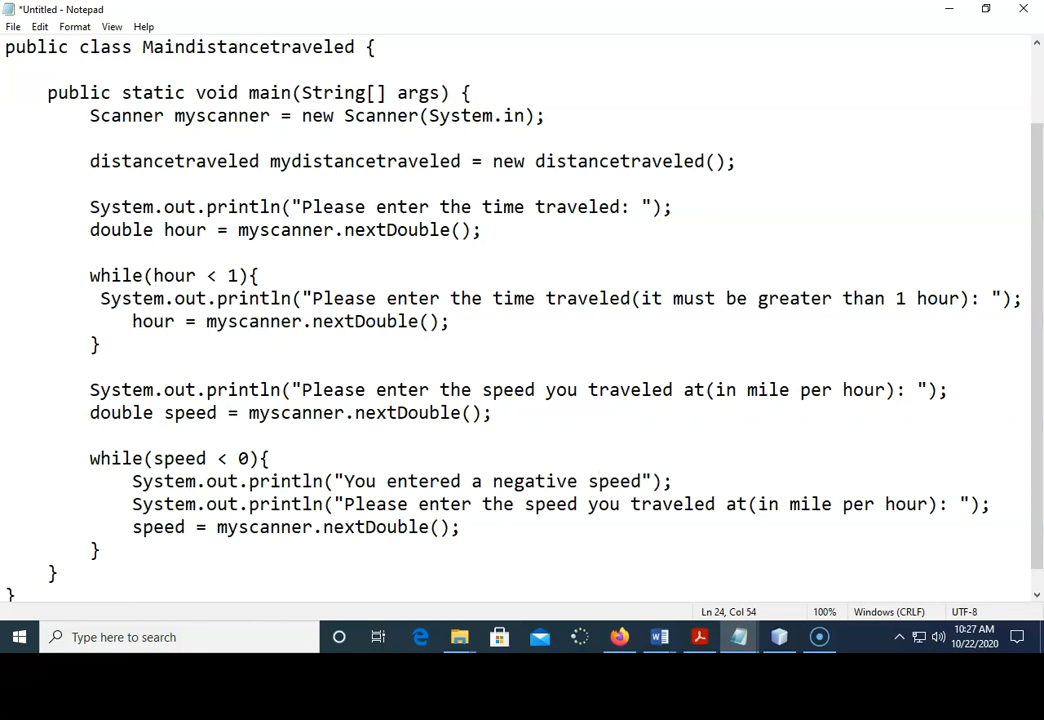 *Untitled - Notepad
File Edit Format View Help
public class Maindistancetraveled {
public static void main(String[] args) {
Scanner myscanner = new Scanner(System.in);
distancetraveled mydistancetraveled = new distancetraveled();
System.out.println("Please enter the time traveled: ");
double hour = myscanner.nextDouble();
while(hour < 1){
System.out.println("Please enter the time traveled(it must be greater than 1 hour): ");
hour = myscanner.nextDouble();
}
System.out.println("Please enter the speed you traveled at(in mile per hour): ");
double speed = myscanner.nextDouble();
while(speed < 0){
System.out.println("You entered a negative speed");
System.out.println("Please enter the speed you traveled at(in mile per hour): ");
speed = myscanner.nextDouble();
}
}
}
Ln 24, Col 54 100% Windows (CRLF) UTF-8
Type here to search
10:27 AM
10/22/2020